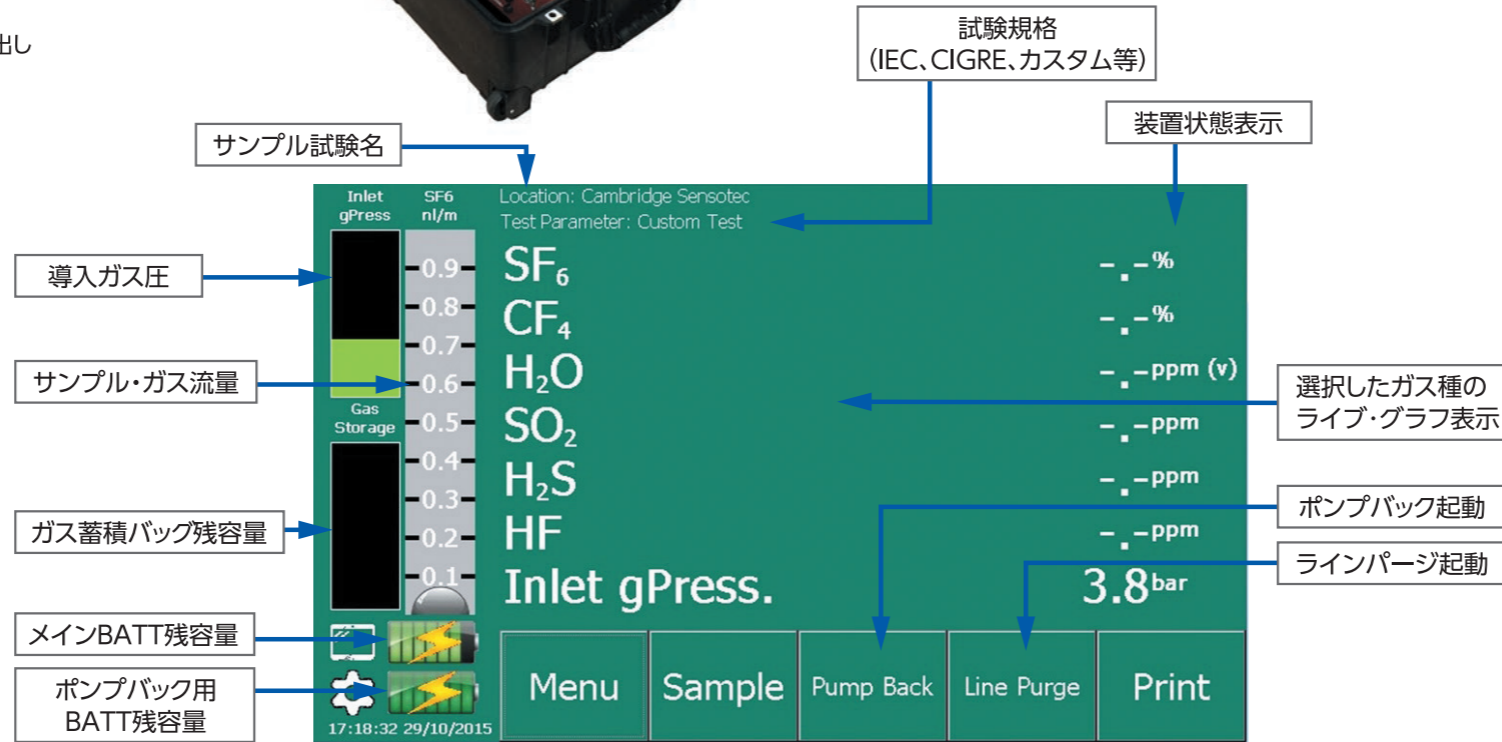 出し
試験規格
(IEC、CIGRE、カスタム等)
サンプル試験名
装置状態表示
Inlet
gPress
SF6
nl/m
Location: Cambridge Sensotec
Test Parameter: Custom Test
導入ガス圧
サンプル・ガス流量
Gas
Storage
ガス蓄積バッグ残容量
メインBATT残容量
ポンプバック用
BATT残容量
0.9
0.8
0.7
0.6
0.5
0.4
0.3
0.2
0.1
SF₆ -.-%
CF₄ -.-%
H₂O -.-ppm (v)
SO₂ -.-ppm
H₂S -.-ppm
HF -.-ppm
Inlet gPress. 3.8bar
選択したガス種の
ライブ・グラフ表示
ポンプバック起動
ラインパージ起動
Menu Sample Pump Back Line Purge Print
17:18:32 29/10/2015